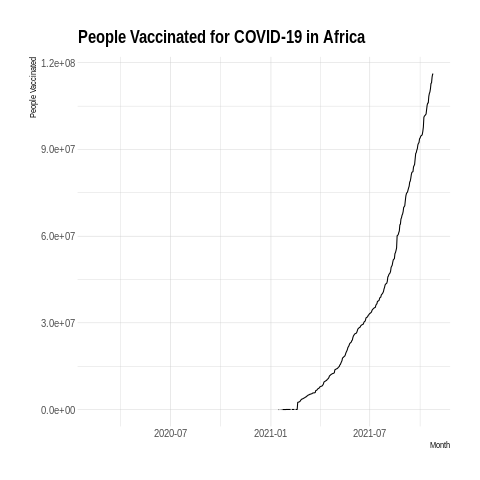 People Vaccinated for COVID-19 in Africa
People Vaccinated
1.2e+08
9.0e+07
6.0e+07
3.0e+07
0.0e+00
2020-07 2021-01 2021-07
Month